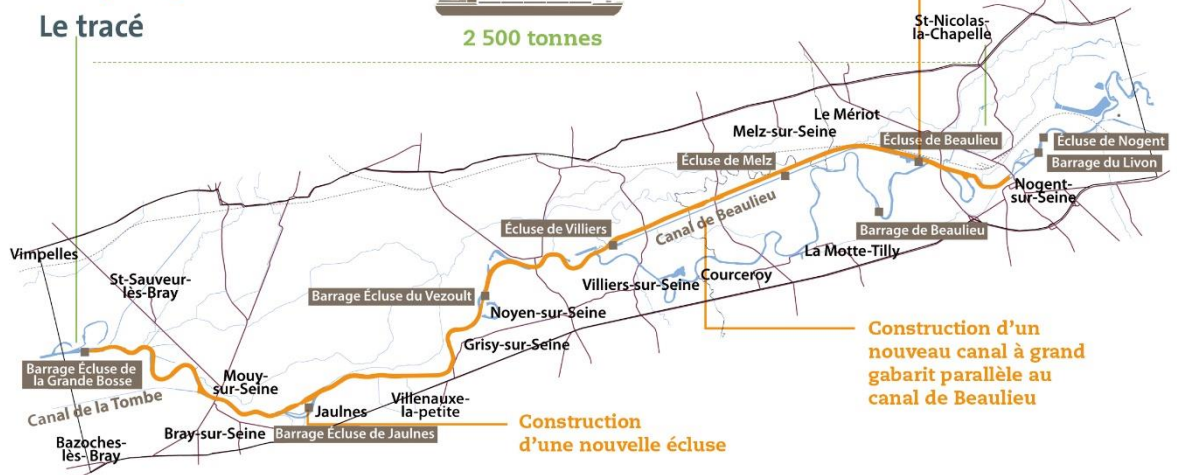 Le tracé
2 500 tonnes
St-Nicolas-
la-Chapelle
Le Mériot
Melz-sur-Seine
Écluse de Beaulieu
Écluse de Nogent
Barrage du Livon
Écluse de Melz
Nogent-
sur-Seine
Canal de Beaulieu
Barrage de Beaulieu
Écluse de Villiers
La Motte-Tilly
Vimpelles
St-Sauveur-
lès-Bray
Courceroy
Villiers-sur-Seine
Barrage Écluse du Vezoult
Noyen-sur-Seine
Grisy-sur-Seine
Construction d'un
nouveau canal à grand
gabarit parallèle au
canal de Beaulieu
Barrage Écluse de
la Grande Bosse
Mouy-
sur-Seine
Canal de la Tombe
Villenauxe-
la-petite
Jaulnes
Construction
d'une nouvelle écluse
Bray-sur-Seine
Barrage Écluse de Jaulnes
Bazoches-
lès- Bray